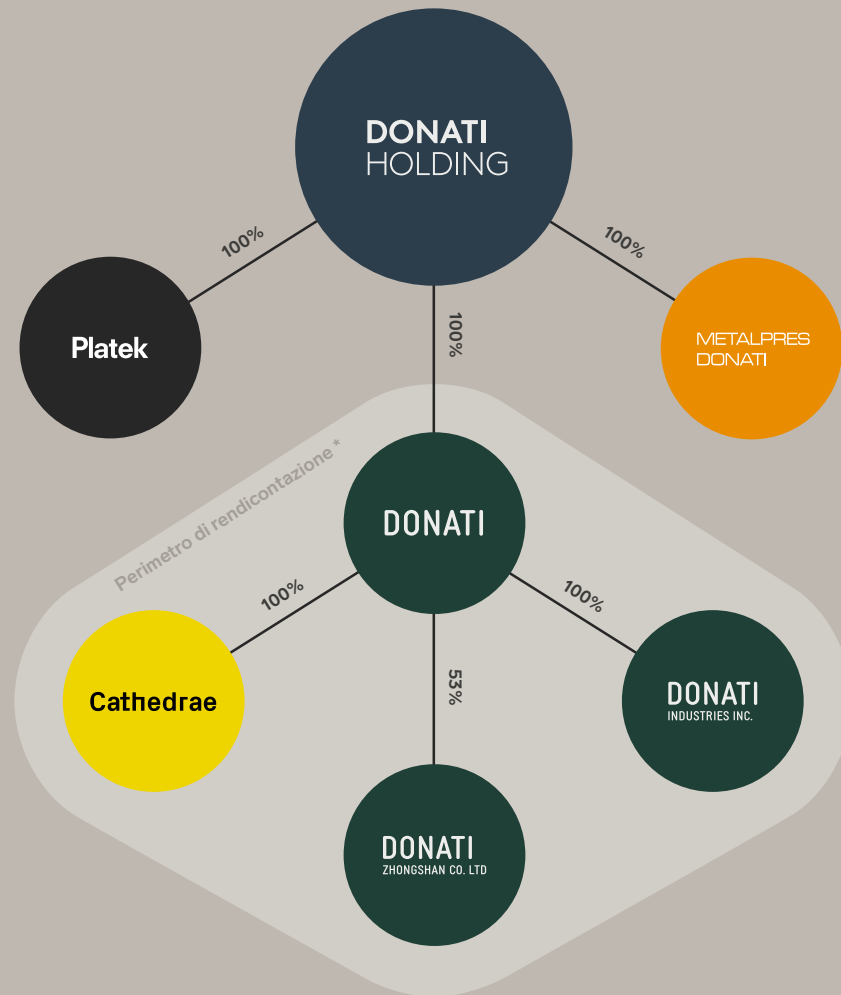 DONATI
HOLDING
100%
100%
100%
Platek
METALPRES
DONATI
Perimetro di rendicontazione *
DONATI
100%
100%
53%
Cathedrae
DONATI
INDUSTRIES INC.
DONATI
ZHONGSHAN CO. LTD